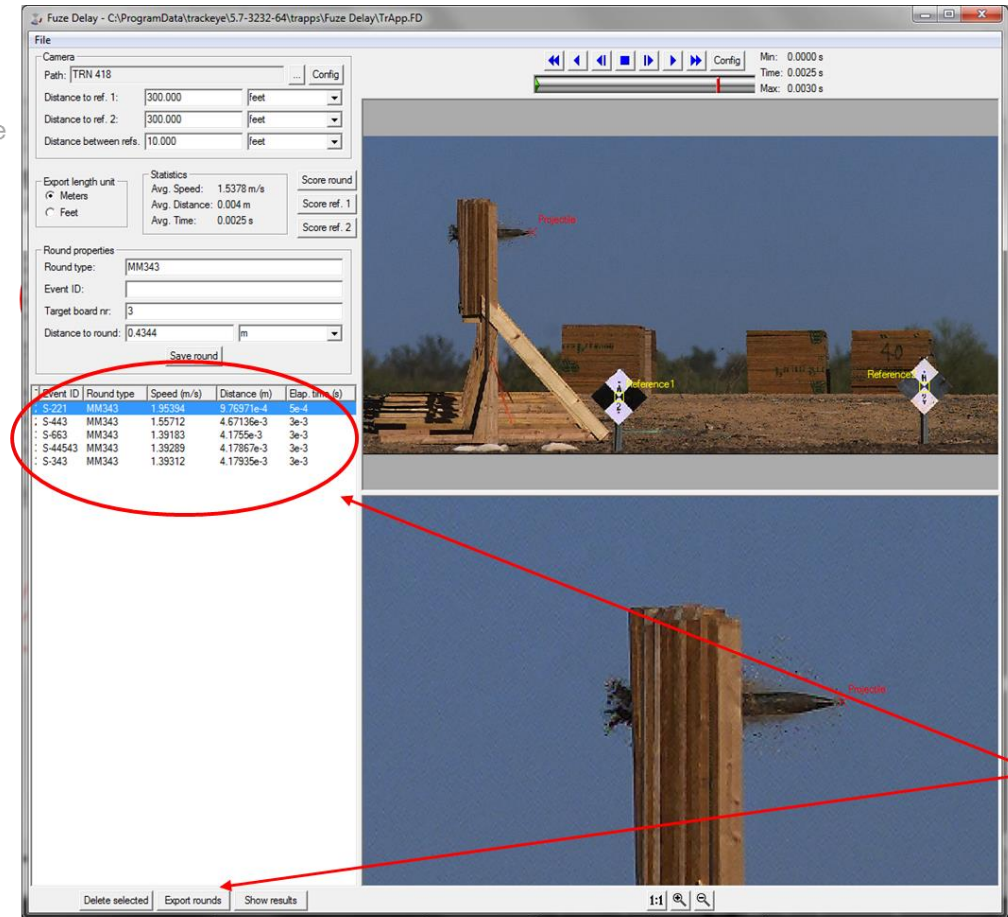 Fuze Delay - C:\ProgramData\trackeye\5.7-3232-64\trapps\Fuze Delay\TrApp.FD
File
Camera
Path: TRN 418 ... Config
Distance to ref. 1: 300.000 feet
Distance to ref. 2: 300.000 feet
Distance between refs. 10.000 feet
Config
Min: 0.0000 s
Time: 0.0025 s
Max: 0.0030 s
Export length unit
Meters
Feet
Statistics
Avg. Speed: 1.5378 m/s
Avg. Distance: 0.004 m
Avg. Time: 0.0025 s
Score round
Score ref. 1
Score ref. 2
Round properties
Round type: MM343
Event ID:
Target board nr: 3
Distance to round: 0.4344 m
Save round
Event ID Round type Speed (m/s) Distance (m) Elap. time (s)
S-221 MM343 1.95394 9.76971e-4 5e-4
S-443 MM343 1.55712 4.67136e-3 3e-3
S-663 MM343 1.39183 4.1755e-3 3e-3
S-44543 MM343 1.39289 4.17867e-3 3e-3
S-343 MM343 1.39312 4.17935e-3 3e-3
Projectile
40
Reference1
Projectile
Delete selected Export rounds Show results
1:1